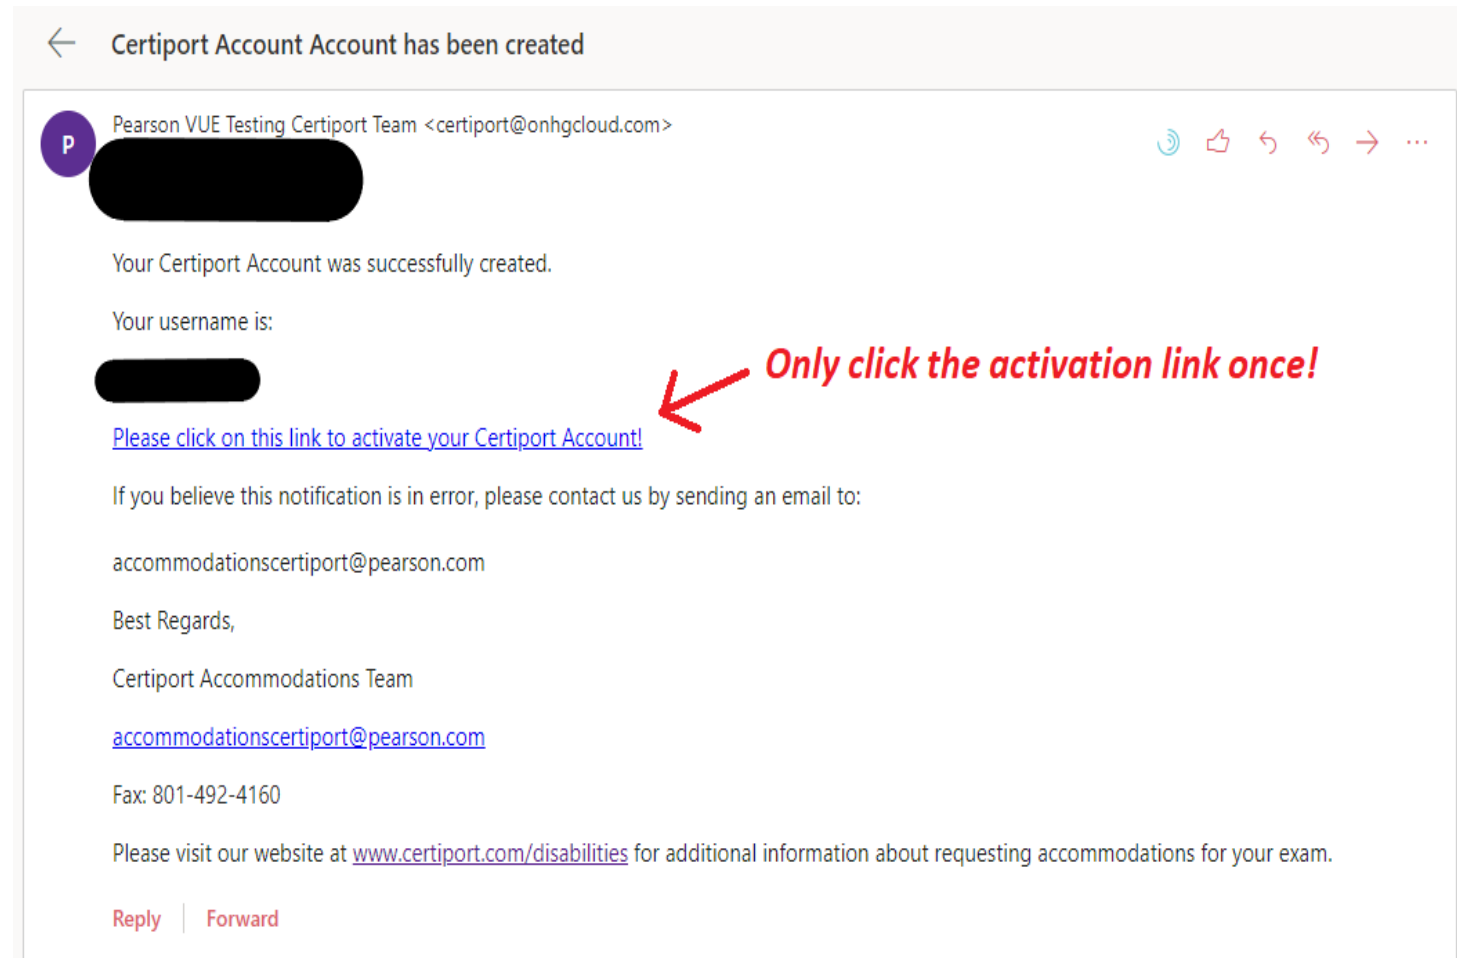 Certiport Account Account has been created
P
Pearson VUE Testing Certiport Team <certiport@onhgcloud.com>
Your Certiport Account was successfully created.
Your username is:
Only click the activation link once!
Please click on this link to activate your Certiport Account!
If you believe this notification is in error, please contact us by sending an email to:
accommodationscertiport@pearson.com
Best Regards,
Certiport Accommodations Team
accommodationscertiport@pearson.com
Fax: 801-492-4160
Please visit our website at www.certiport.com/disabilities for additional information about requesting accommodations for your exam.
Reply
Forward